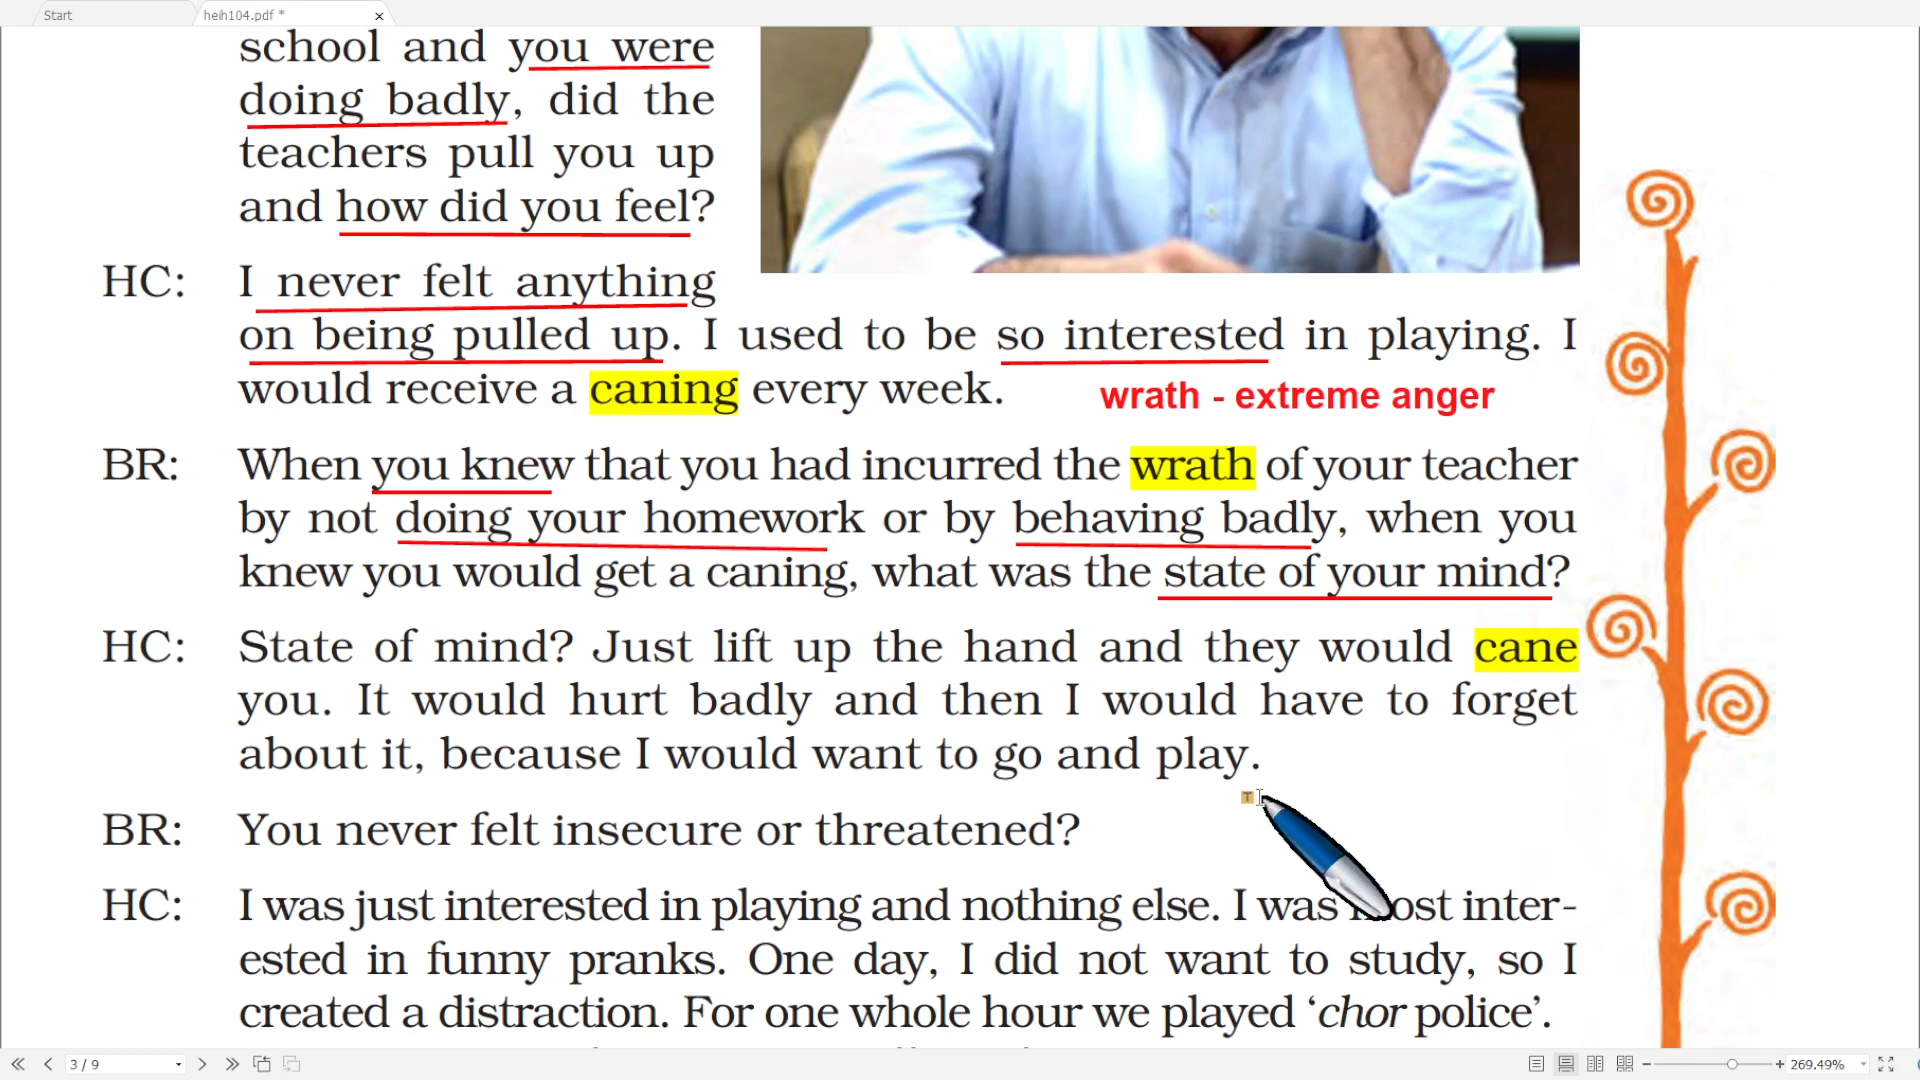 Start
heih104.pdf *
school and you were
doing badly, did the
teachers pull you up
and how did you feel?
HC: I never felt anything
on being pulled up. I used to be so interested in playing. I
would receive a caning every week.
wrath - extreme anger
BR: When you knew that you had incurred the wrath of your teacher
by not doing your homework or by behaving badly, when you
knew you would get a caning, what was the state of your mind?
HC: State of mind? Just lift up the hand and they would cane
you. It would hurt badly and then I would have to forget
about it, because I would want to go and play.
BR: You never felt insecure or threatened?
HC: I was just interested in playing and nothing else. I was most inter-
ested in funny pranks. One day, I did not want to study, so I
created a distraction. For one whole hour we played ‘chor police’.
3 / 9
269.49%